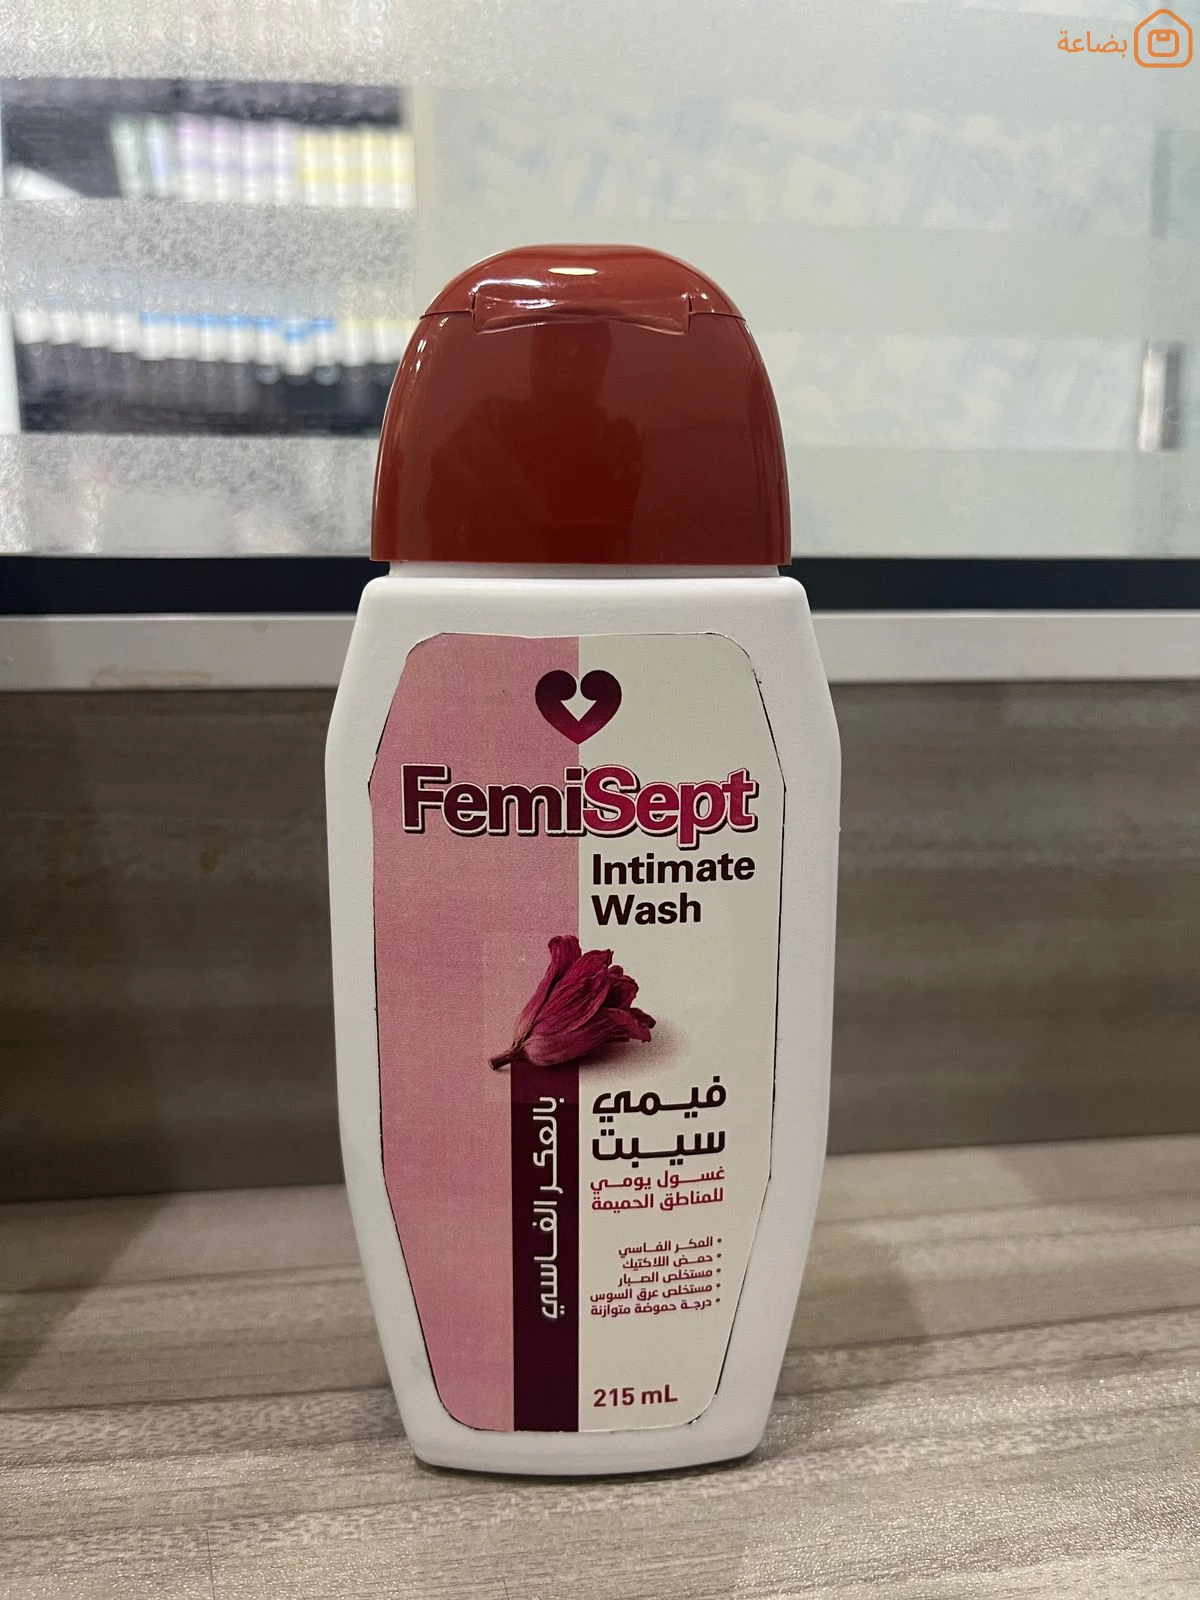 بضاعة
FemiSept
Intimate
Wash
بالعكر الفاسي
فيمي
سيبت
غسول يومي
للمناطق الحميمة
• العكر الفاسي
• حمض اللاكتيك
• مستخلص الصبار
• مستخلص عرق السوس
• درجة حموضة متوازنة
215 mL